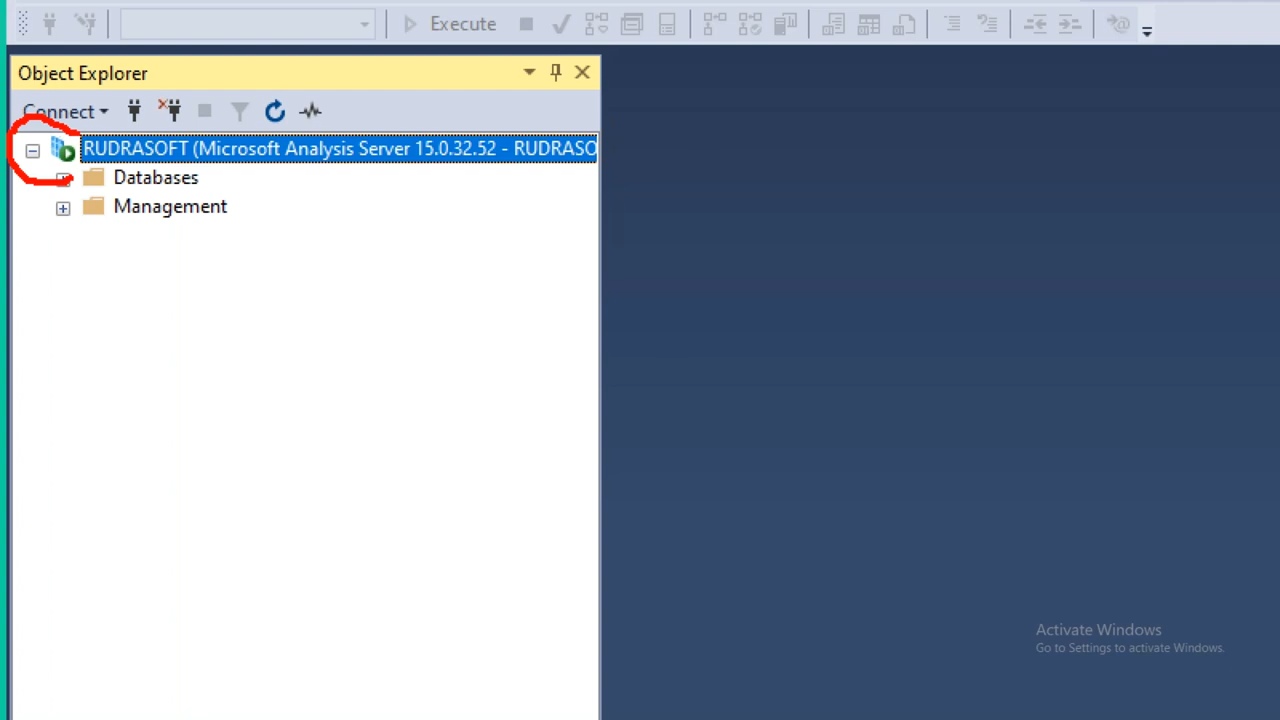 Execute
Object Explorer
Connect
RUDRASOFT (Microsoft Analysis Server 15.0.32.52 - RUDRASO
Databases
Management
Activate Windows
Go to Settings to activate Windows.